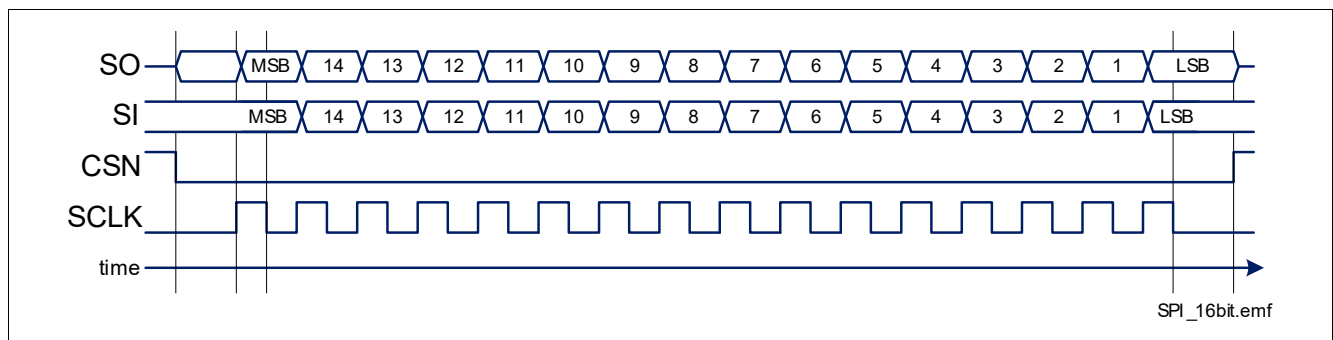 SO MSB 14 13 12 11 10 9 8 7 6 5 4 3 2 1 LSB
SI MSB 14 13 12 11 10 9 8 7 6 5 4 3 2 1 LSB
CSN
SCLK
time
SPI_16bit.emf